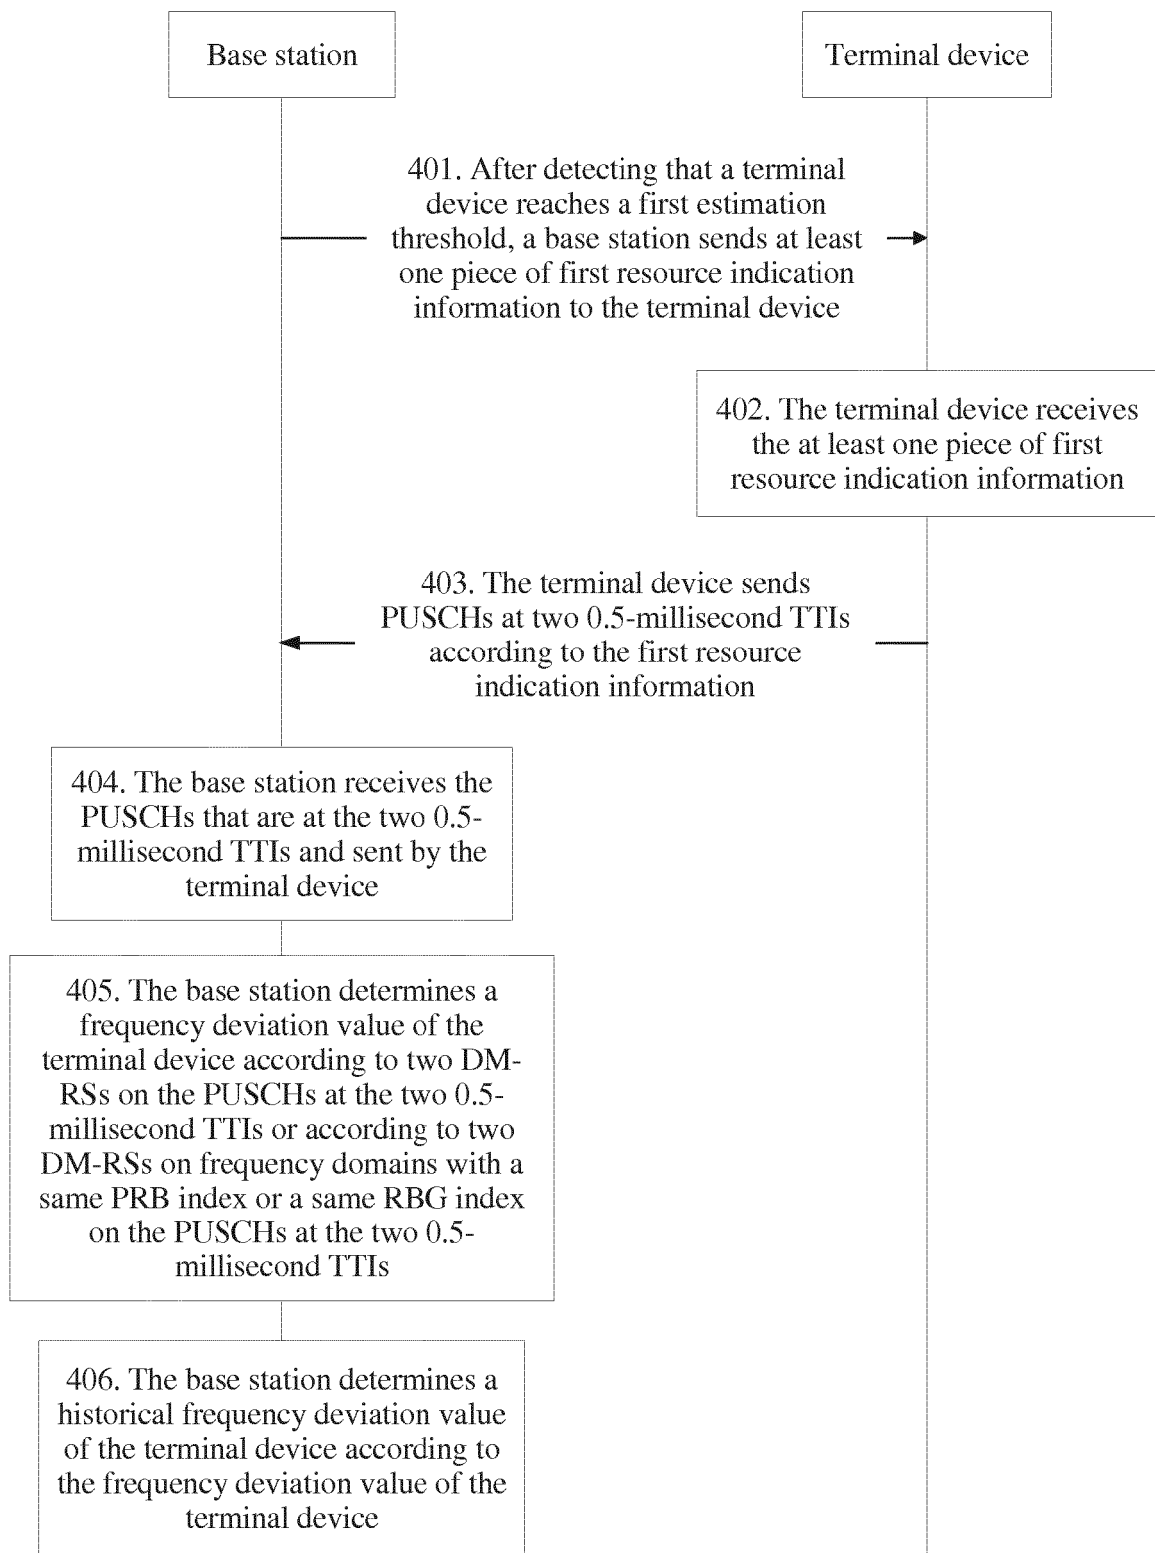 Base station
Terminal device
401. After detecting that a terminal
device reaches a first estimation
threshold, a base station sends at least
one piece of first resource indication
information to the terminal device
402. The terminal device receives
the at least one piece of first
resource indication information
403. The terminal device sends
PUSCHs at two 0.5-millisecond TTIs
according to the first resource
indication information
404. The base station receives the
PUSCHs that are at the two 0.5-
millisecond TTIs and sent by the
terminal device
405. The base station determines a
frequency deviation value of the
terminal device according to two DM-
RSs on the PUSCHs at the two 0.5-
millisecond TTIs or according to two
DM-RSs on frequency domains with a
same PRB index or a same RBG index
on the PUSCHs at the two 0.5-
millisecond TTIs
406. The base station determines a
historical frequency deviation value
of the terminal device according to
the frequency deviation value of the
terminal device